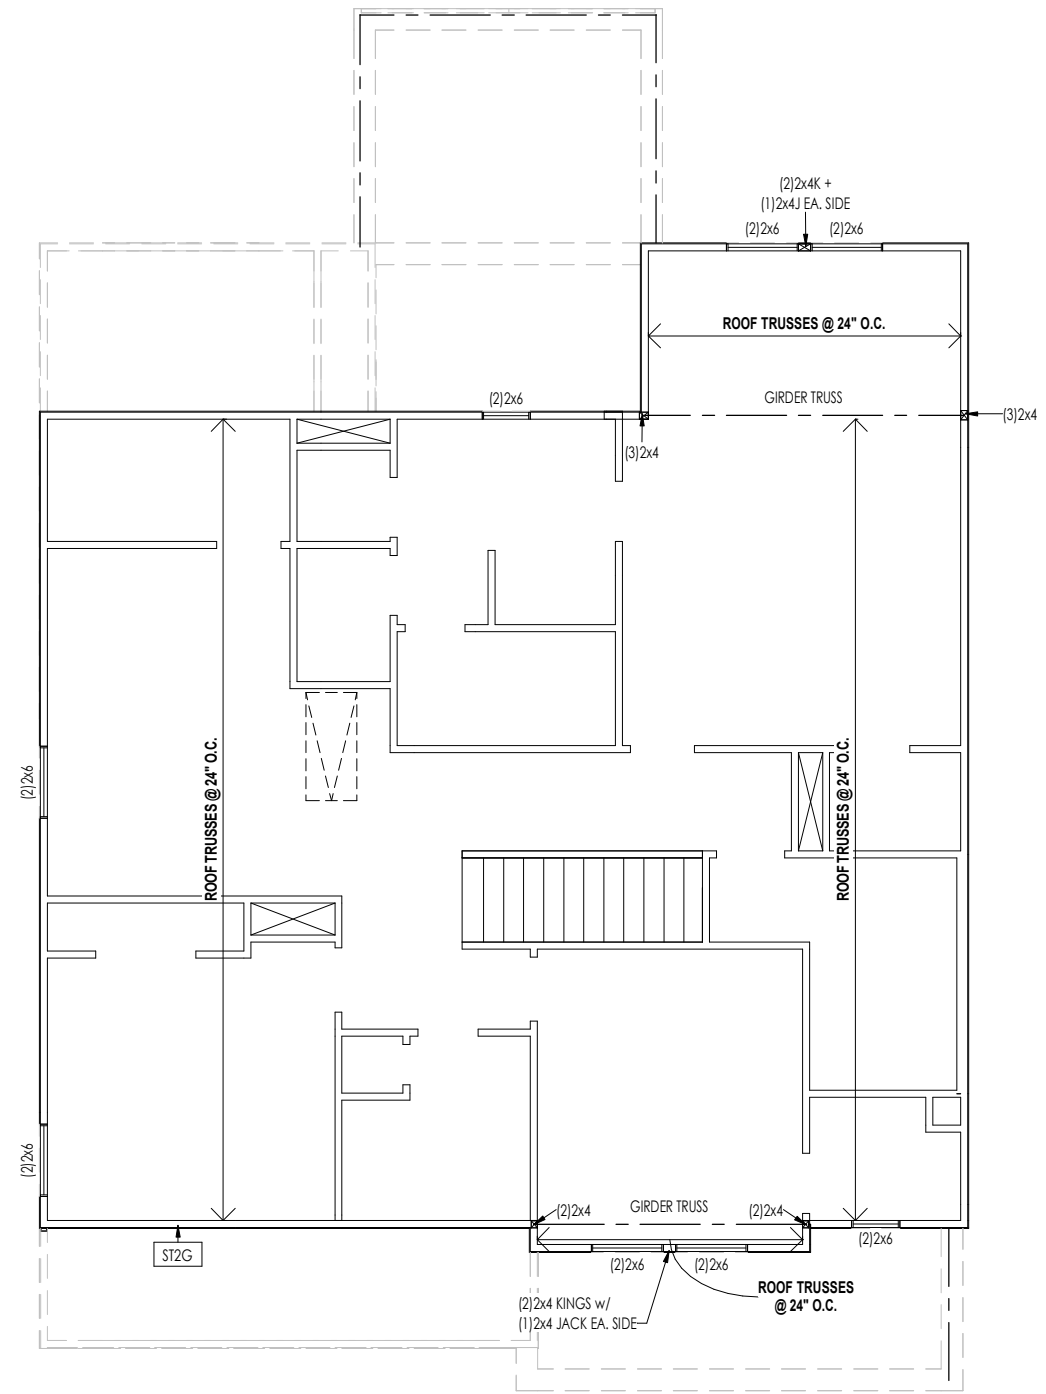 (2)2x4K +
(1)2x4J EA. SIDE
(2)2x6
(2)2x6
ROOF TRUSSES @ 24" O.C.
GIRDER TRUSS
(2)2x6
(3)2x4
(3)2x4
ROOF TRUSSES @ 24" O.C.
ROOF TRUSSES @ 24" O.C.
(2)2x6
(2)2x6
(2)2x4
GIRDER TRUSS
(2)2x4
ST2G
(2)2x6
(2)2x6
(2)2x6
ROOF TRUSSES
@ 24" O.C.
(2)2x4 KINGS w/
(1)2x4 JACK EA. SIDE